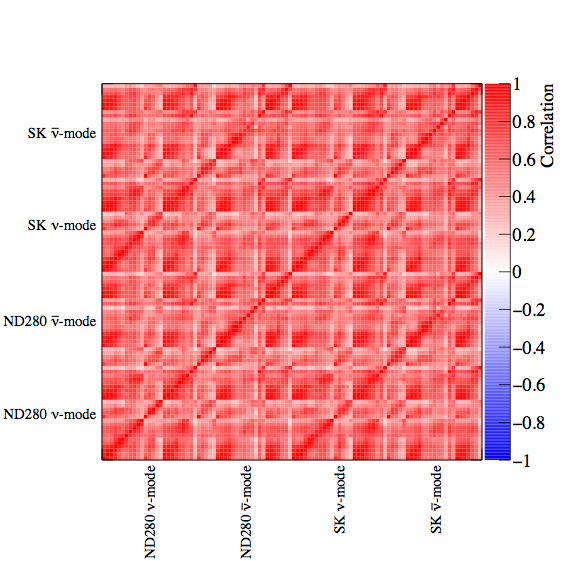 SK ν̅-mode
SK ν-mode
ND280 ν̅-mode
ND280 ν-mode
ND280 ν-mode
ND280 ν̅-mode
SK ν-mode
SK ν̅-mode
1
0.8
0.6
0.4
0.2
0
−0.2
−0.4
−0.6
−0.8
−1
Correlation